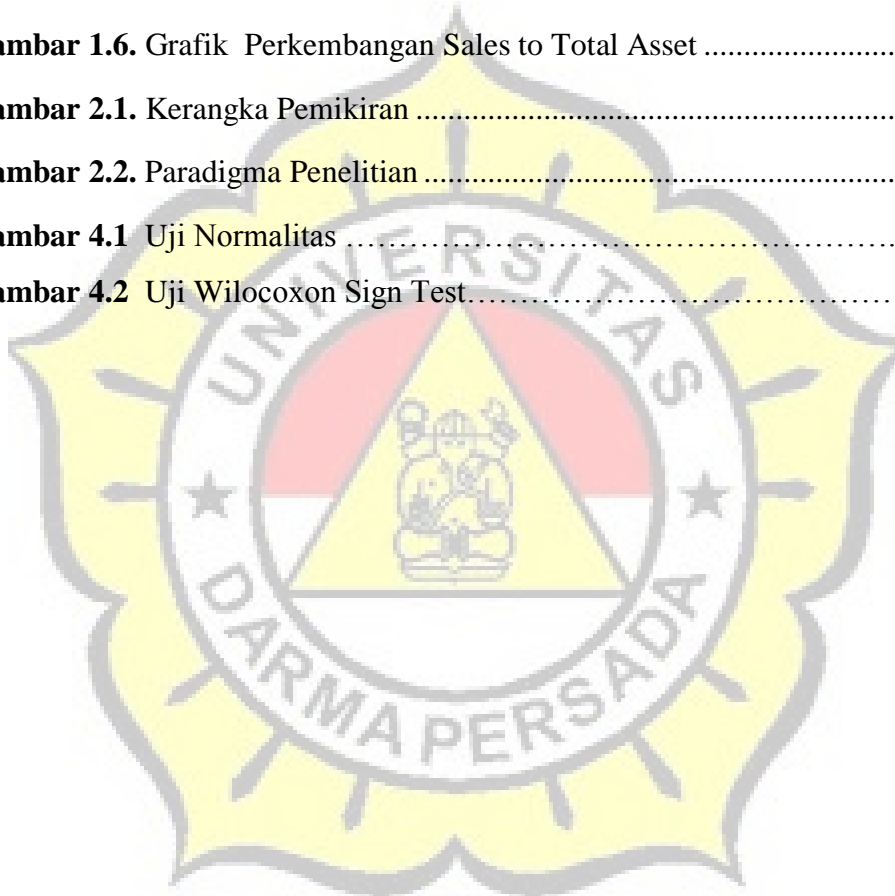 ambar 1.6. Grafik Perkembangan Sales to Total Asset ........................
ambar 2.1. Kerangka Pemikiran ............................................................
ambar 2.2. Paradigma Penelitian ...........................................................
ambar 4.1 Uji Normalitas ……………………………………………
ambar 4.2 Uji Wilocoxon Sign Test……………………………………
UNIVERSITAS
DARMA PERSADA